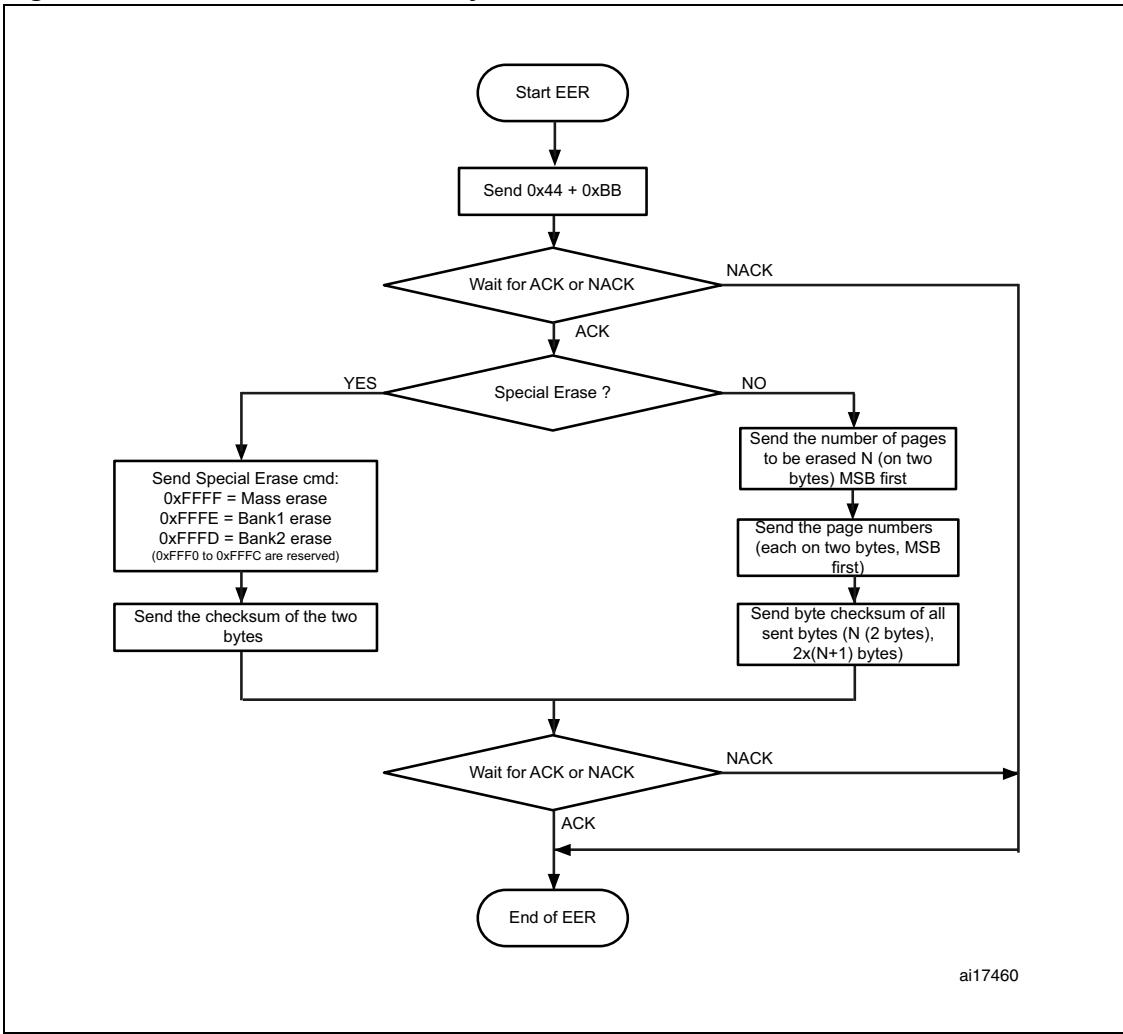 Start EER
Send 0x44 + 0xBB
Wait for ACK or NACK
NACK
ACK
Special Erase ?
YES
NO
Send Special Erase cmd:
0xFFFF = Mass erase
0xFFFE = Bank1 erase
0xFFFD = Bank2 erase
(0xFFF0 to 0xFFFC are reserved)
Send the checksum of the two
bytes
Send the number of pages
to be erased N (on two
bytes) MSB first
Send the page numbers
(each on two bytes, MSB
first)
Send byte checksum of all
sent bytes (N (2 bytes),
2x(N+1) bytes)
Wait for ACK or NACK
NACK
ACK
End of EER
ai17460